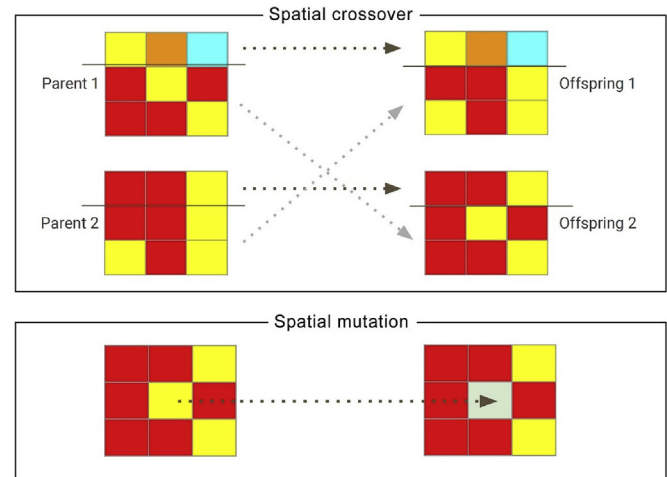 Spatial crossover
Parent 1
Offspring 1
Parent 2
Offspring 2
Spatial mutation